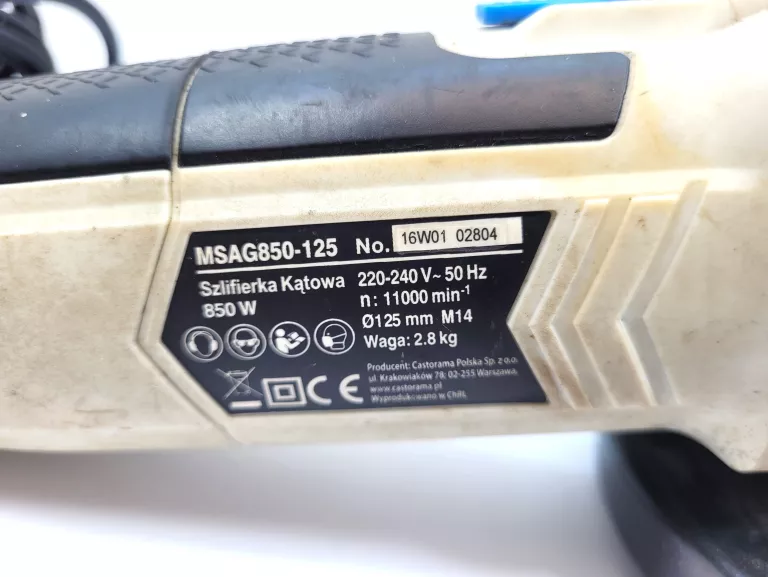 MSAG850-125 No. 16W01 02804
Szlifierka Kątowa
850 W
220-240 V~ 50 Hz
n: 11000 min-1
Ø125 mm M14
Waga: 2.8 kg
Producent: Castorama Polska Sp. z o.o.
ul. Krakowiaków 78; 02-255 Warszawa,
www.castorama.pl
Wyprodukowano w ChRL
CE